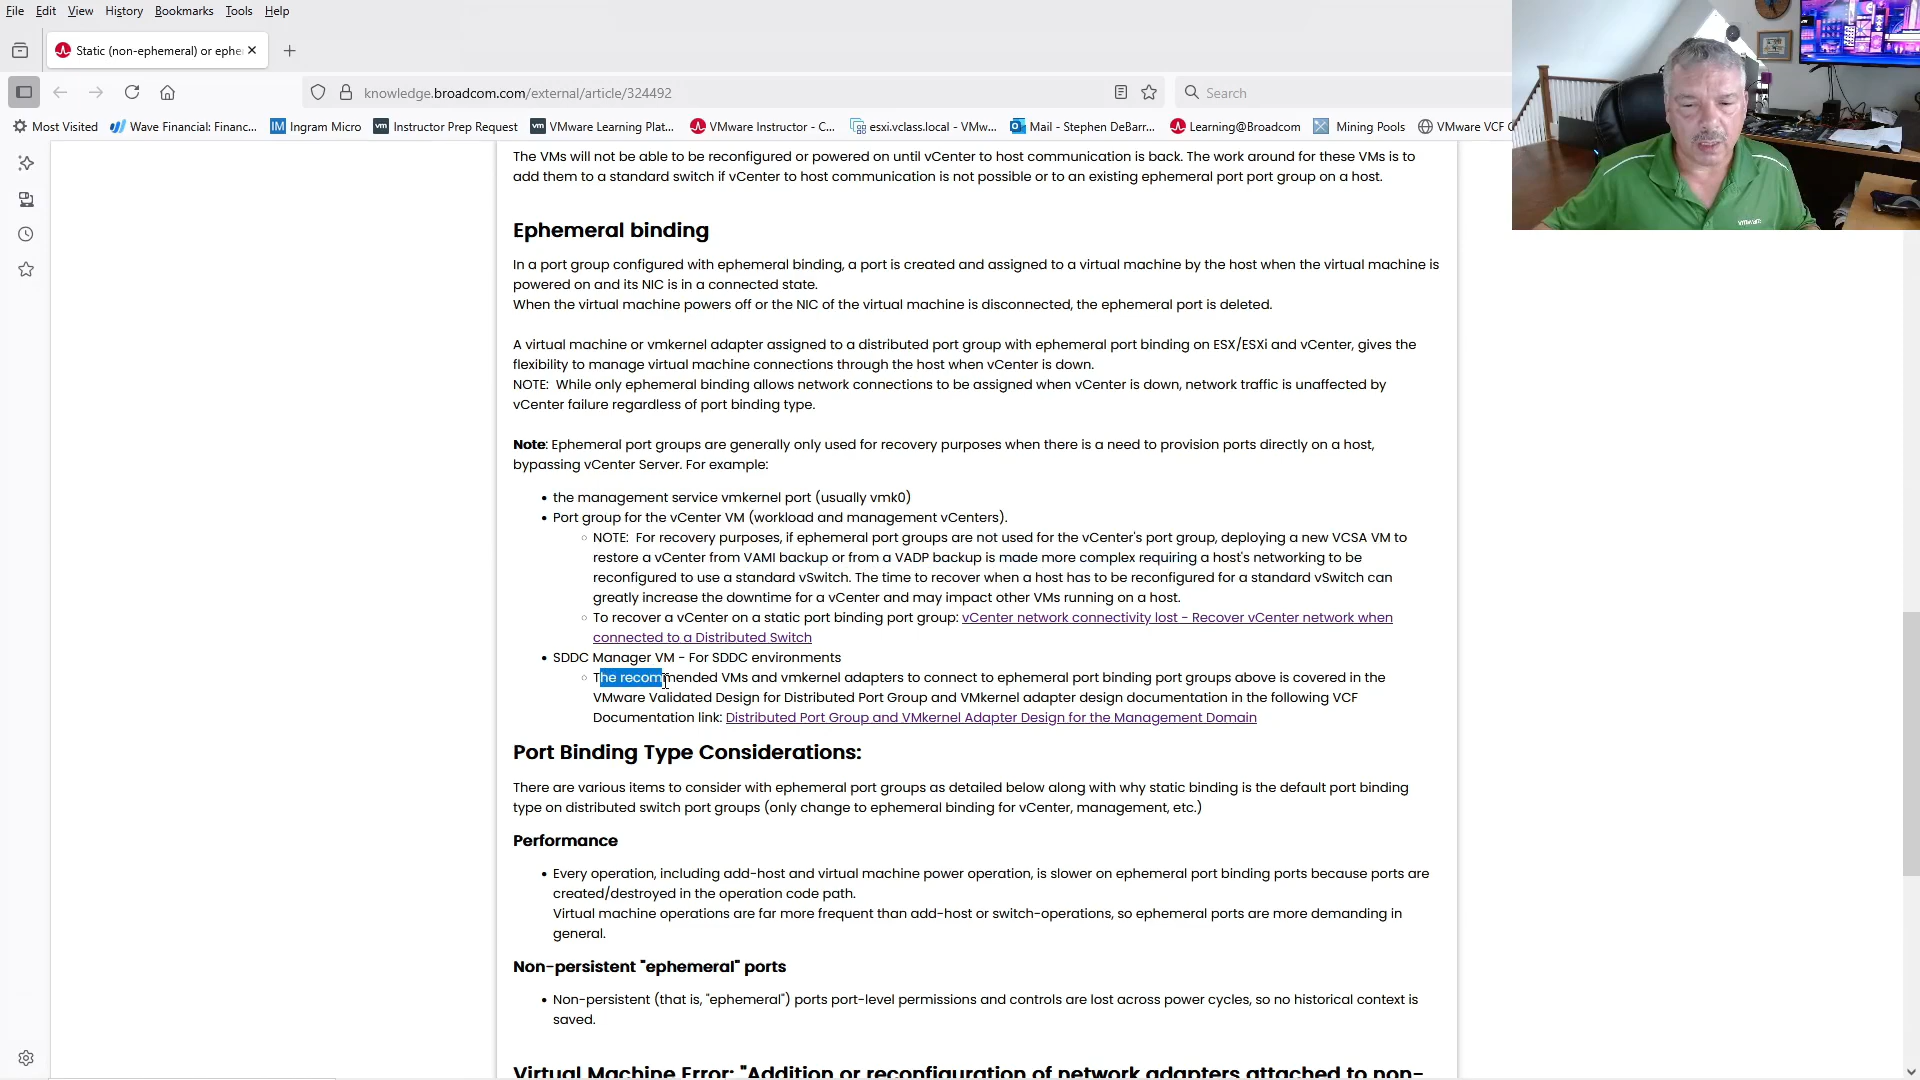 File Edit View History Bookmarks Tools Help
Static (non-ephemeral) or ephe
knowledge.broadcom.com/external/article/324492
Search
Most Visited
Wave Financial: Financ...
Ingram Micro
Instructor Prep Request
VMware Learning Plat...
VMware Instructor - C...
esxi.vclass.local - VMw...
Mail - Stephen DeBarr...
Learning@Broadcom
Mining Pools
VMware VCF
The VMs will not be able to be reconfigured or powered on until vCenter to host communication is back. The work around for these VMs is to
add them to a standard switch if vCenter to host communication is not possible or to an existing ephemeral port port group on a host.
Ephemeral binding
In a port group configured with ephemeral binding, a port is created and assigned to a virtual machine by the host when the virtual machine is
powered on and its NIC is in a connected state.
When the virtual machine powers off or the NIC of the virtual machine is disconnected, the ephemeral port is deleted.
A virtual machine or vmkernel adapter assigned to a distributed port group with ephemeral port binding on ESX/ESXi and vCenter, gives the
flexibility to manage virtual machine connections through the host when vCenter is down.
NOTE: While only ephemeral binding allows network connections to be assigned when vCenter is down, network traffic is unaffected by
vCenter failure regardless of port binding type.
Note: Ephemeral port groups are generally only used for recovery purposes when there is a need to provision ports directly on a host,
bypassing vCenter Server. For example:
• the management service vmkernel port (usually vmk0)
• Port group for the vCenter VM (workload and management vCenters).
○ NOTE: For recovery purposes, if ephemeral port groups are not used for the vCenter's port group, deploying a new VCSA VM to
restore a vCenter from VAMI backup or from a VADP backup is made more complex requiring a host's networking to be
reconfigured to use a standard vSwitch. The time to recover when a host has to be reconfigured for a standard vSwitch can
greatly increase the downtime for a vCenter and may impact other VMs running on a host.
○ To recover a vCenter on a static port binding port group: vCenter network connectivity lost - Recover vCenter network when
connected to a Distributed Switch
• SDDC Manager VM - For SDDC environments
○ The recommended VMs and vmkernel adapters to connect to ephemeral port binding port groups above is covered in the
VMware Validated Design for Distributed Port Group and VMkernel adapter design documentation in the following VCF
Documentation link: Distributed Port Group and VMkernel Adapter Design for the Management Domain
Port Binding Type Considerations:
There are various items to consider with ephemeral port groups as detailed below along with why static binding is the default port binding
type on distributed switch port groups (only change to ephemeral binding for vCenter, management, etc.)
Performance
• Every operation, including add-host and virtual machine power operation, is slower on ephemeral port binding ports because ports are
created/destroyed in the operation code path.
Virtual machine operations are far more frequent than add-host or switch-operations, so ephemeral ports are more demanding in
general.
Non-persistent "ephemeral" ports
• Non-persistent (that is, "ephemeral") ports port-level permissions and controls are lost across power cycles, so no historical context is
saved.
Virtual Machine Error: "Addition or reconfiguration of network adapters attached to non-